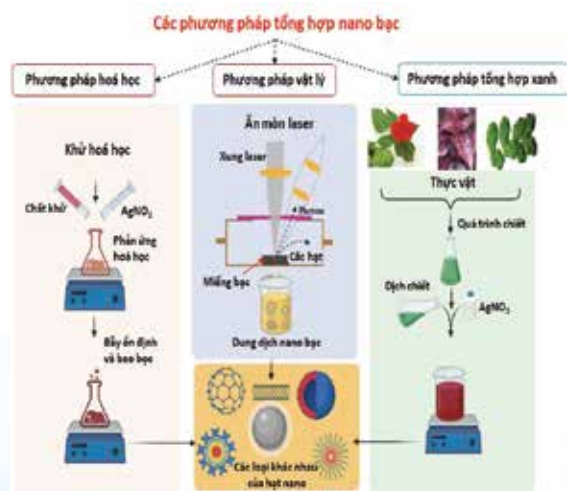 Các phương pháp tổng hợp nano bạc
Phương pháp hoá học
Phương pháp vật lý
Phương pháp tổng hợp xanh
Khử hoá học
Chất khử
AgNO3
Phản ứng
hoá học
Bẫy ổn định
và bao bọc
Ăn mòn laser
Xung laser
Plasma
Các hạt
Miếng bạc
Dung dịch nano bạc
Thực vật
Quá trình chiết
Dịch chiết
AgNO3
Các loại khác nhau
của hạt nano